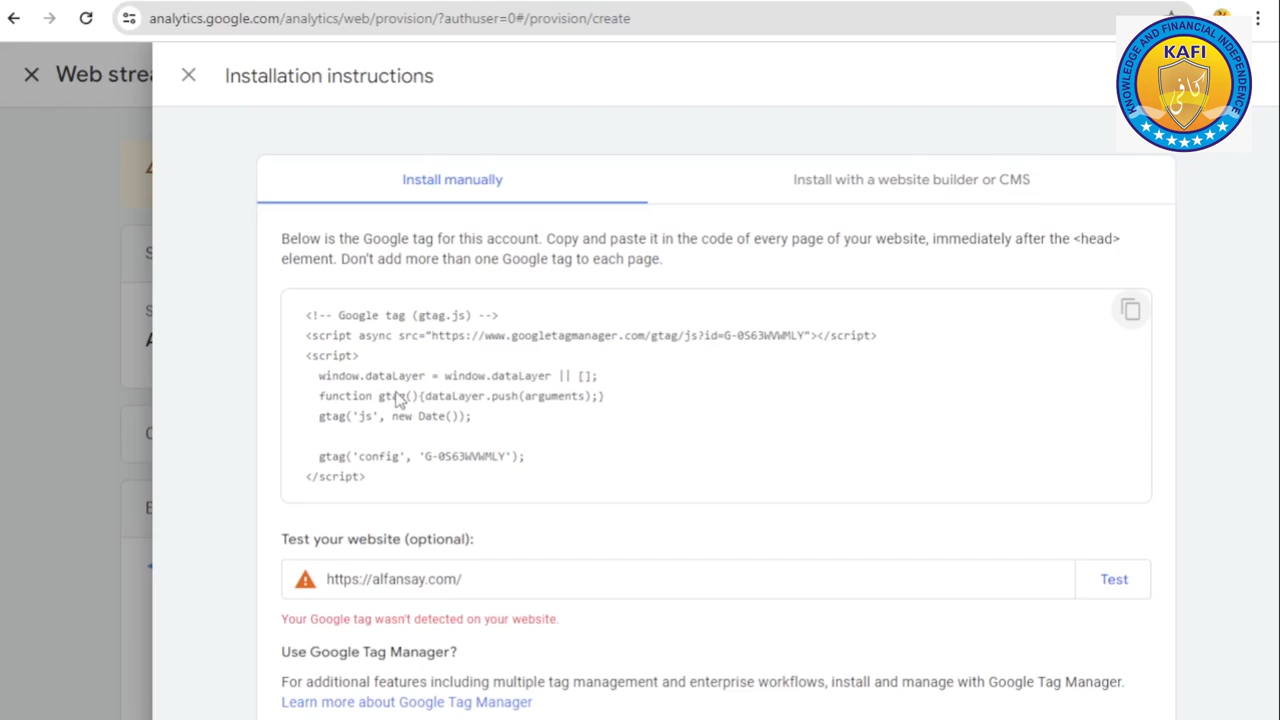 analytics.google.com/analytics/web/provision/?authuser=0#/provision/create
Web strea
Installation instructions
KNOWLEDGE AND FINANCIAL INDEPENDENCE
KAFI
كافي
Install manually
Install with a website builder or CMS
Below is the Google tag for this account. Copy and paste it in the code of every page of your website, immediately after the <head>
element. Don't add more than one Google tag to each page.
<!-- Google tag (gtag.js) -->
<script async src="https://www.googletagmanager.com/gtag/js?id=G-0S63WVWMLY"></script>
<script>
window.dataLayer = window.dataLayer || [];
function gtag(){dataLayer.push(arguments);}
gtag('js', new Date());
gtag('config', 'G-0S63WVWMLY');
</script>
Test your website (optional):
https://alfansay.com/
Test
Your Google tag wasn't detected on your website.
Use Google Tag Manager?
For additional features including multiple tag management and enterprise workflows, install and manage with Google Tag Manager.
Learn more about Google Tag Manager